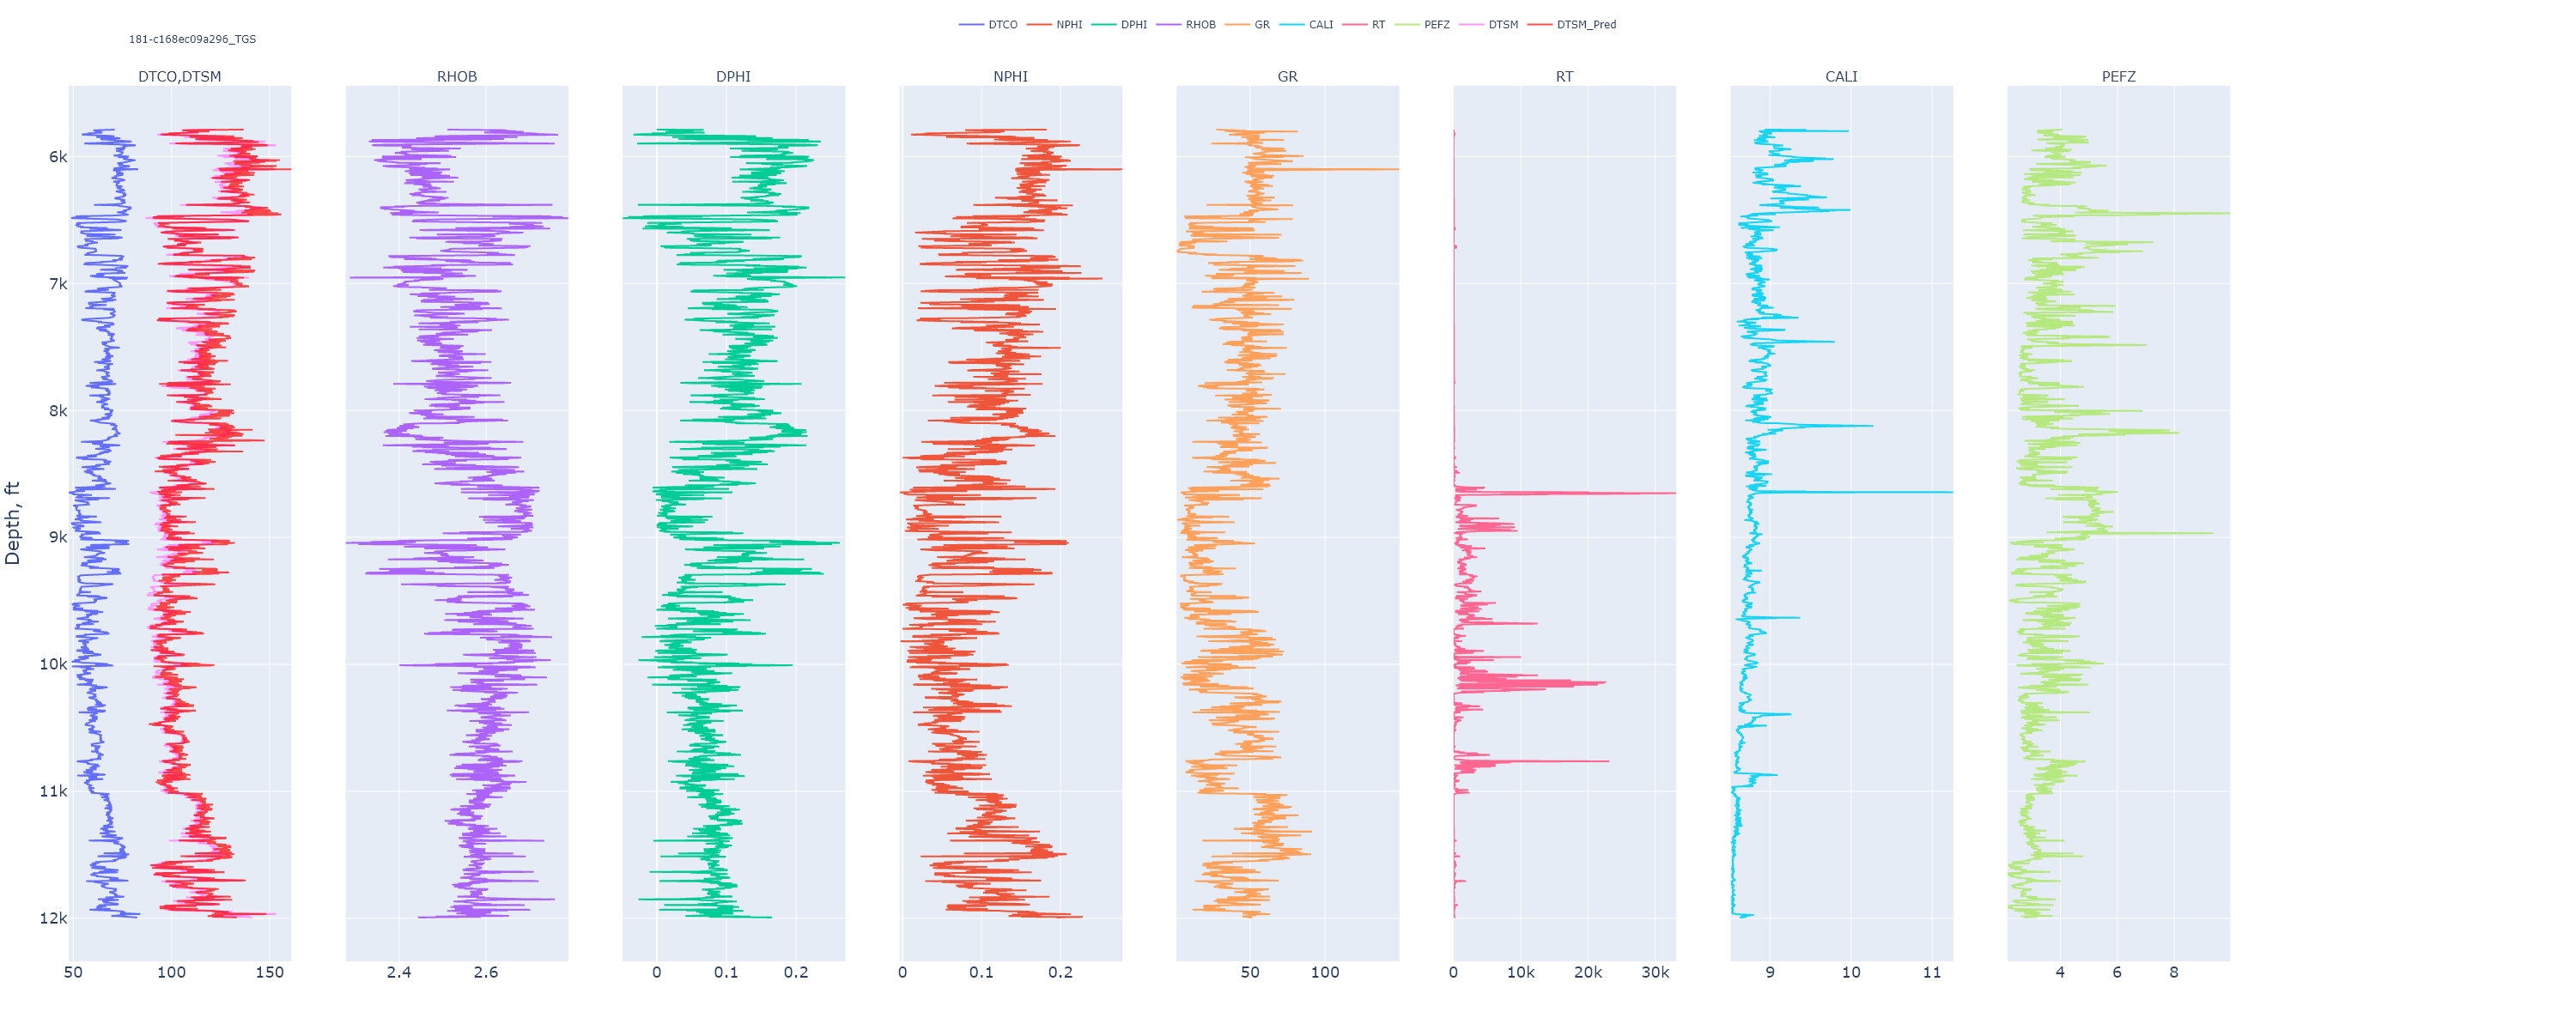 DTCO NPHI DPHI RHOB GR CALI RT PEFZ DTSM DTSM_Pred
181-c168ec09a296_TGS
DTCO,DTSM RHOB DPHI NPHI GR RT CALI PEFZ
Depth, ft
6k
7k
8k
9k
10k
11k
12k
50 100 150 2.4 2.6 0 0.1 0.2 0 0.1 0.2 50 100 0 10k 20k 30k 9 10 11 4 6 8